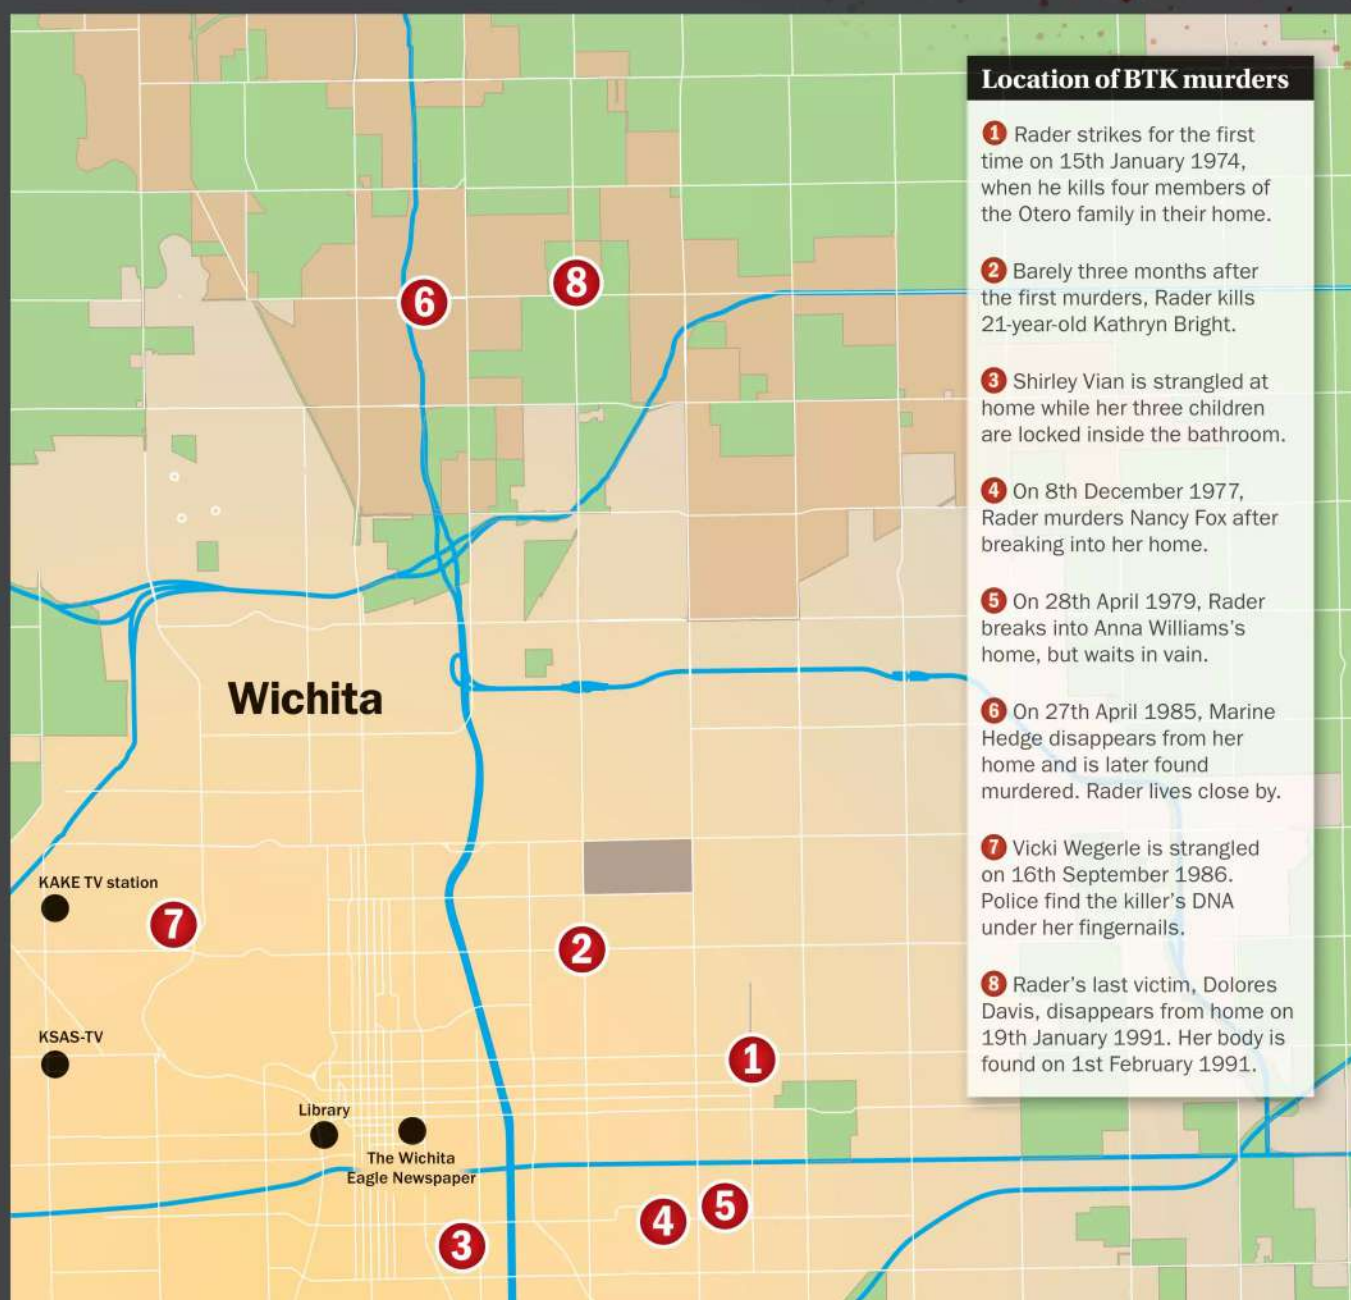 Location of BTK murders
1 Rader strikes for the first
time on 15th January 1974,
when he kills four members of
the Otero family in their home.
2 Barely three months after
the first murders, Rader kills
21-year-old Kathryn Bright.
3 Shirley Vian is strangled at
home while her three children
are locked inside the bathroom.
4 On 8th December 1977,
Rader murders Nancy Fox after
breaking into her home.
5 On 28th April 1979, Rader
breaks into Anna Williams's
home, but waits in vain.
6 On 27th April 1985, Marine
Hedge disappears from her
home and is later found
murdered. Rader lives close by.
7 Vicki Wegerle is strangled
on 16th September 1986.
Police find the killer's DNA
under her fingernails.
8 Rader's last victim, Dolores
Davis, disappears from home on
19th January 1991. Her body is
found on 1st February 1991.
8
6
Wichita
KAKE TV station
7
2
KSAS-TV
1
Library
The Wichita
Eagle Newspaper
5
4
3